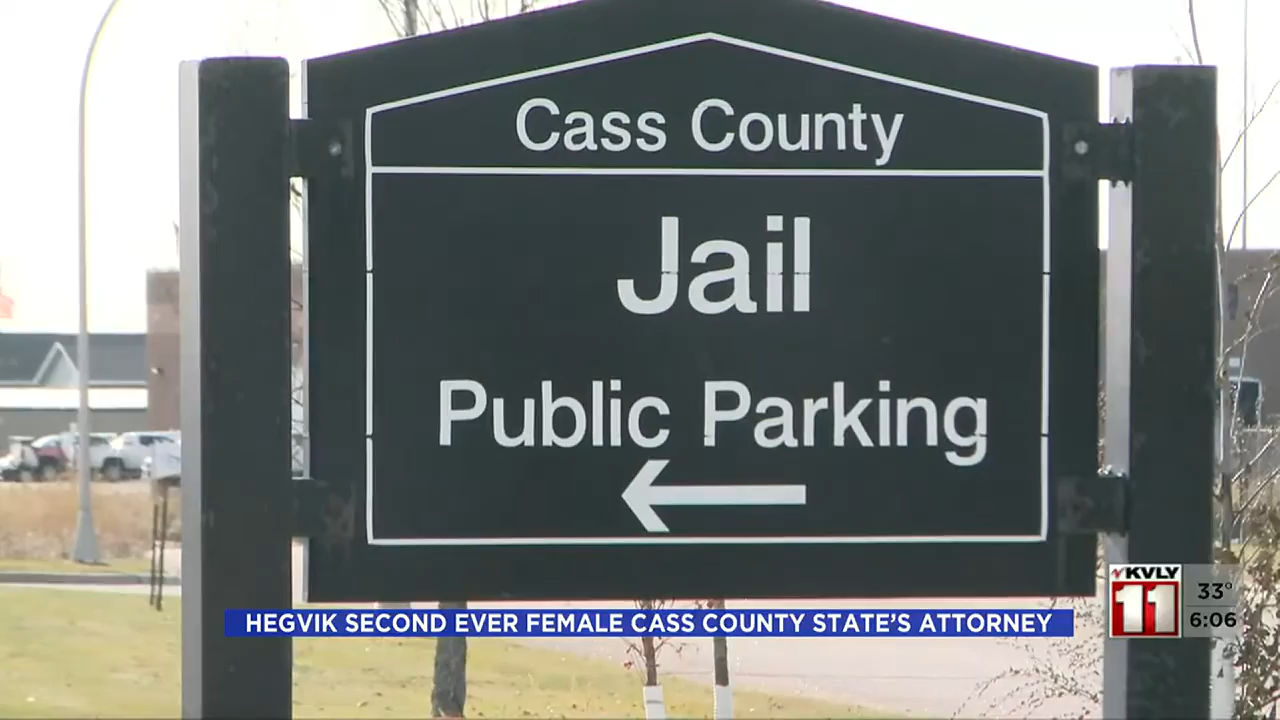 Cass County
Jail
Public Parking
HEGVIK SECOND EVER FEMALE CASS COUNTY STATE'S ATTORNEY
KVLY
11
33°
6:06